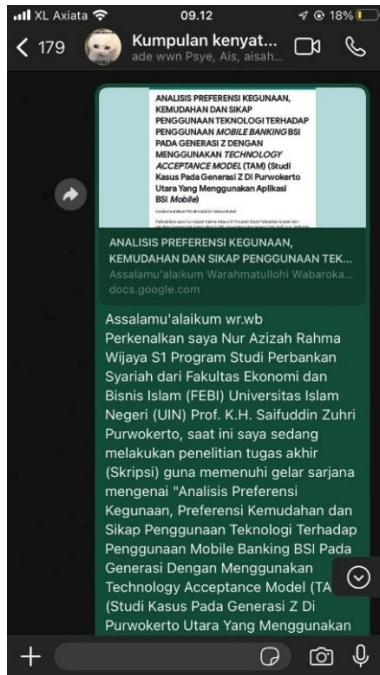 XL Axiata
09.12
18%
179
Kumpulan kenyat...
ade wwn Psye, Ais, aisah...
ANALISIS PREFERENSI KEGUNAAN,
KEMUDAHAN DAN SIKAP
PENGGUNAAN TEKNOLOGI TERHADAP
PENGGUNAAN MOBILE BANKING BSI
PADA GENERASI Z DENGAN
MENGGUNAKAN TECHNOLOGY
ACCEPTANCE MODEL (TAM) (Studi
Kasus Pada Generasi Z Di Purwokerto
Utara Yang Menggunakan Aplikasi
BSI Mobile)
ANALISIS PREFERENSI KEGUNAAN,
KEMUDAHAN DAN SIKAP PENGGUNAAN TEK...
Assalamu'alaikum Warahmatullohi Wabaroka...
docs.google.com
Assalamu'alaikum wr.wb
Perkenalkan saya Nur Azizah Rahma
Wijaya S1 Program Studi Perbankan
Syariah dari Fakultas Ekonomi dan
Bisnis Islam (FEBI) Universitas Islam
Negeri (UIN) Prof. K.H. Saifuddin Zuhri
Purwokerto, saat ini saya sedang
melakukan penelitian tugas akhir
(Skripsi) guna memenuhi gelar sarjana
mengenai "Analisis Preferensi
Kegunaan, Preferensi Kemudahan dan
Sikap Penggunaan Teknologi Terhadap
Penggunaan Mobile Banking BSI Pada
Generasi Dengan Menggunakan
Technology Acceptance Model (TA
(Studi Kasus Pada Generasi Z Di
Purwokerto Utara Yang Menggunakan